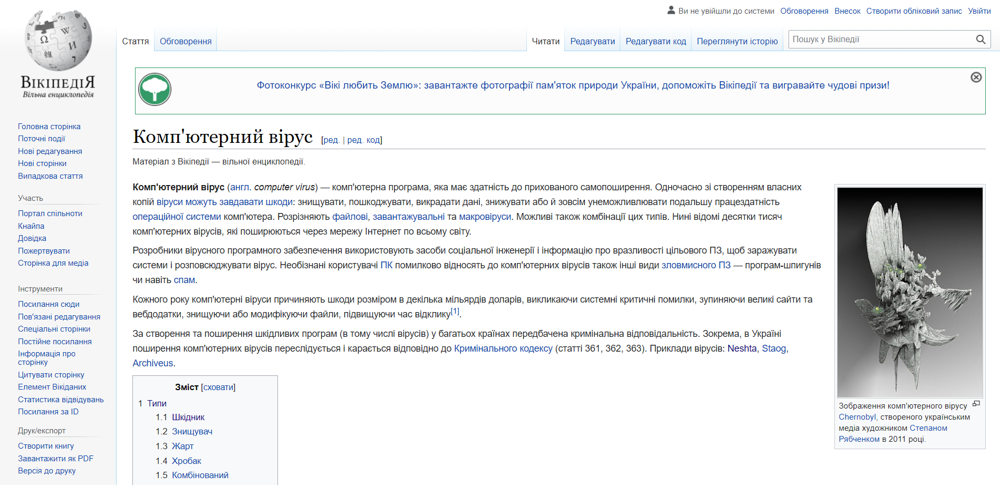 Ви не увійшли до системи Обговорення Внесок Створити обліковий запис Увійти
Стаття Обговорення Читати Редагувати Редагувати код Переглянути історію Пошук у Вікіпедії
ВікіпедіЯ
Вільна енциклопедія
Головна сторінка
Поточні події
Нові редагування
Нові сторінки
Випадкова стаття
Участь
Портал спільноти
Кнайпа
Довідка
Пожертвувати
Сторінка для медіа
Інструменти
Посилання сюди
Пов'язані редагування
Спеціальні сторінки
Постійне посилання
Інформація про
сторінку
Цитувати сторінку
Елемент Вікіданих
Статистика відвідувань
Посилання за ID
Друк/експорт
Створити книгу
Завантажити як PDF
Версія до друку
Фотоконкурс «Вікі любить Землю»: завантажте фотографії пам'яток природи України, допоможіть Вікіпедії та вигравайте чудові призи!
Комп'ютерний вірус [ред. | ред. код]
Матеріал з Вікіпедії — вільної енциклопедії.
Комп'ютерний вірус (англ. computer virus) — комп'ютерна програма, яка має здатність до прихованого самопоширення. Одночасно зі створенням власних
копій віруси можуть завдавати шкоди: знищувати, пошкоджувати, викрадати дані, знижувати або й зовсім унеможливлювати подальшу працездатність
операційної системи комп'ютера. Розрізняють файлові, завантажувальні та макровіруси. Можливі також комбінації цих типів. Нині відомі десятки тисяч
комп'ютерних вірусів, які поширюються через мережу Інтернет по всьому світу.
Розробники вірусного програмного забезпечення використовують засоби соціальної інженерії і інформацію про вразливості цільового ПЗ, щоб заражувати
системи і розповсюджувати вірус. Необізнані користувачі ПК помилково відносять до комп'ютерних вірусів також інші види зловмисного ПЗ — програм-шпигунів
чи навіть спам.
Кожного року комп'ютерні віруси причиняють шкоди розміром в декілька мільярдів доларів, викликаючи системні критичні помилки, зупиняючи великі сайти та
вебдодатки, знищуючи або модифікуючи файли, підвищуючи час відклику[1].
За створення та поширення шкідливих програм (в тому числі вірусів) у багатьох країнах передбачена кримінальна відповідальність. Зокрема, в Україні
поширення комп'ютерних вірусів переслідується і карається відповідно до Кримінального кодексу (статті 361, 362, 363). Приклади вірусів: Neshta, Staog,
Archiveus.
Зміст [сховати]
1 Типи
1.1 Шкідник
1.2 Знищувач
1.3 Жарт
1.4 Хробак
1.5 Комбінований
Зображення комп'ютерного вірусу
Chernobyl, створеного українським
медіа художником Степаном
Рябченком в 2011 році.